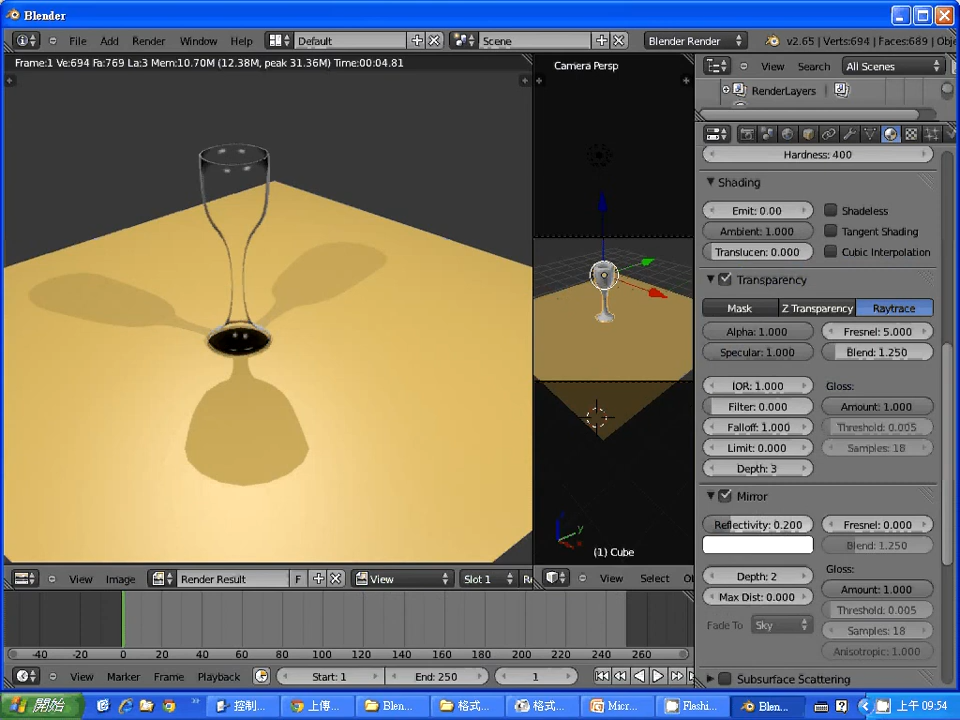 Blender
File Add Render Window Help Default Scene Blender Render v2.65 | Verts:694 | Faces:689 | Obje
Frame:1 Ve:694 Fa:769 La:3 Mem:10.70M (12.38M, peak 31.36M) Time:00:04.81
Camera Persp
View Search All Scenes
RenderLayers
Hardness: 400
Shading
Emit: 0.00 Shadeless
Ambient: 1.000 Tangent Shading
Translucen: 0.000 Cubic Interpolation
Transparency
Mask Z Transparency Raytrace
Alpha: 1.000 Fresnel: 5.000
Specular: 1.000 Blend: 1.250
IOR: 1.000 Gloss:
Filter: 0.000 Amount: 1.000
Falloff: 1.000 Threshold: 0.005
Limit: 0.000 Samples: 18
Depth: 3
Mirror
Reflectivity: 0.200 Fresnel: 0.000
Blend: 1.250
Depth: 2 Gloss:
Max Dist: 0.000 Amount: 1.000
Threshold: 0.005
Fade To Sky Samples: 18
Anisotropic: 1.000
Subsurface Scattering
z y
(1) Cube
View Image Render Result F View Slot 1 R
View Select Ob
-40 -20 0 20 40 60 80 100 120 140 160 180 200 220 240 260
View Marker Frame Playback Start: 1 End: 250 1
開始 控制... 上傳... Blen... 格式... 格式... Micr... Flashi... Blen... 上午 09:54